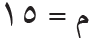 م = ١٥